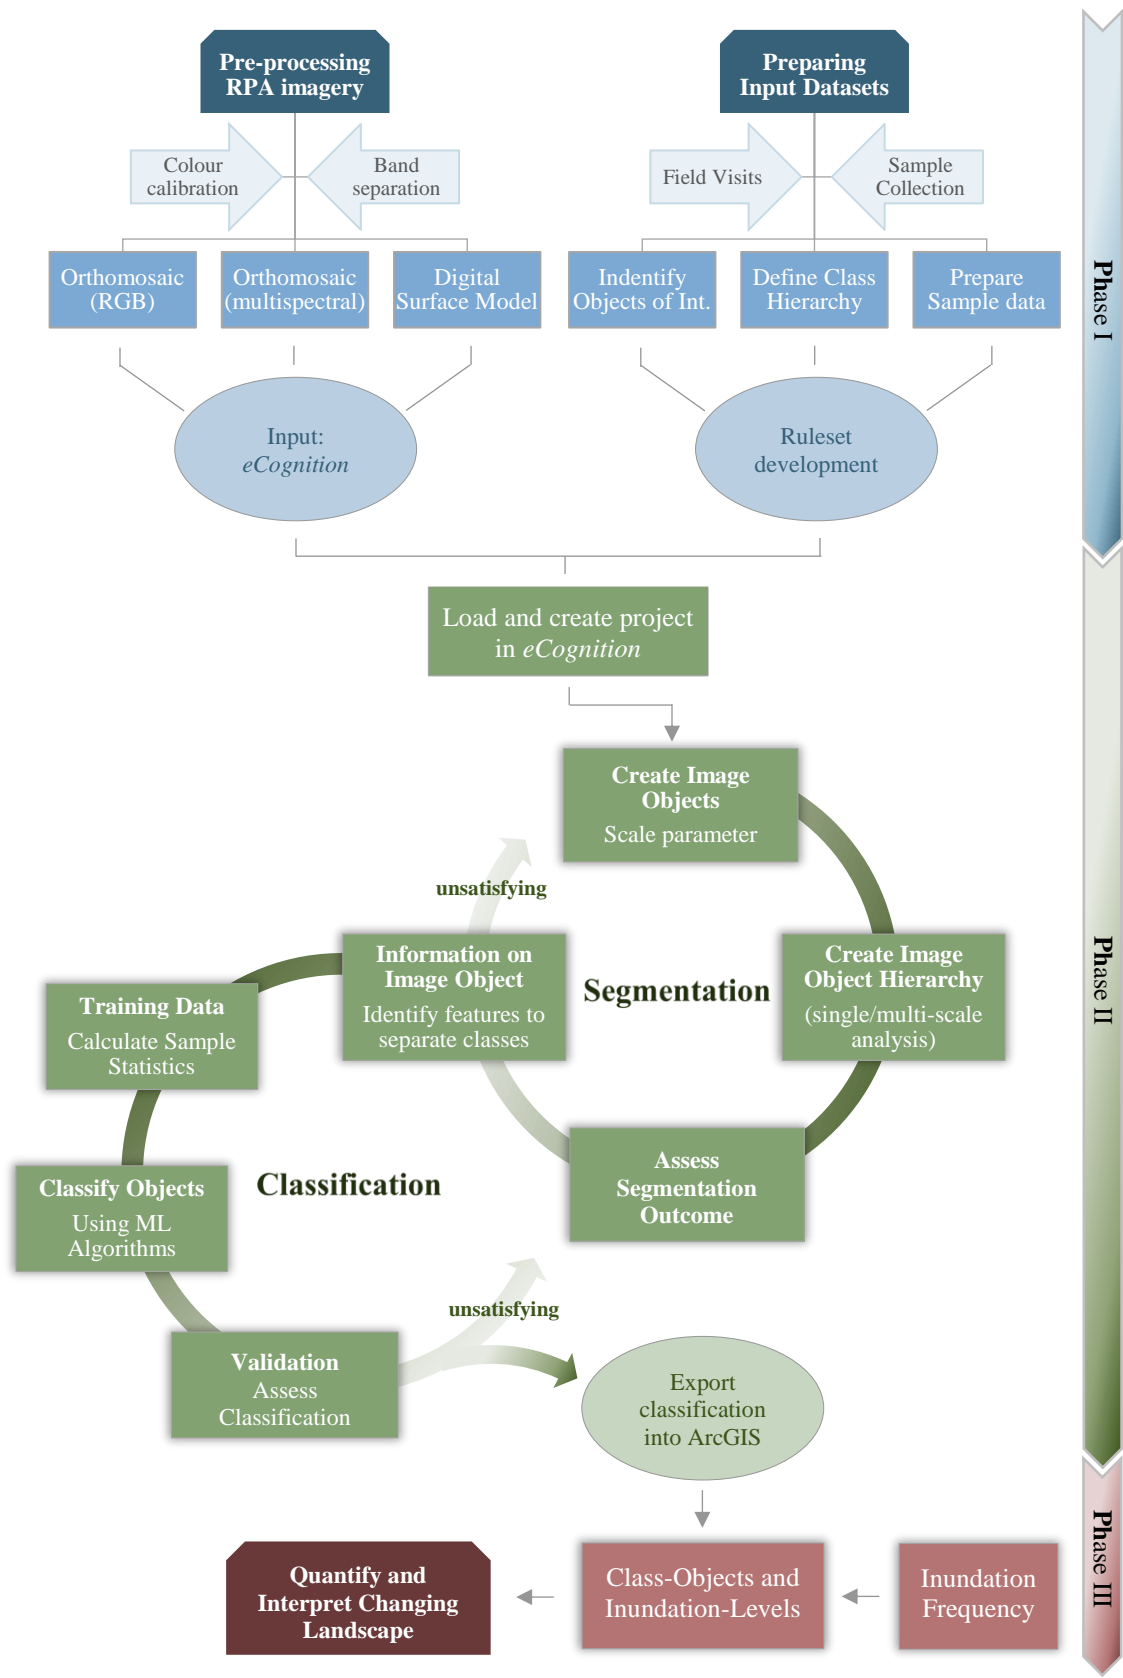 Pre-processing
RPA imagery
Preparing
Input Datasets
Colour
calibration
Band
separation
Field Visits
Sample
Collection
Orthomosaic
(RGB)
Orthomosaic
(multispectral)
Digital
Surface Model
Indentify
Objects of Int.
Define Class
Hierarchy
Prepare
Sample data
Phase I
Input:
eCognition
Ruleset
development
Load and create project
in eCognition
Create Image
Objects
Scale parameter
unsatisfying
Information on
Image Object
Identify features to
separate classes
Segmentation
Create Image
Object Hierarchy
(single/multi-scale
analysis)
Phase II
Training Data
Calculate Sample
Statistics
Assess
Segmentation
Outcome
Classify Objects
Using ML
Algorithms
Classification
unsatisfying
Validation
Assess
Classification
Export
classification
into ArcGIS
Quantify and
Interpret Changing
Landscape
Class-Objects and
Inundation-Levels
Inundation
Frequency
Phase III